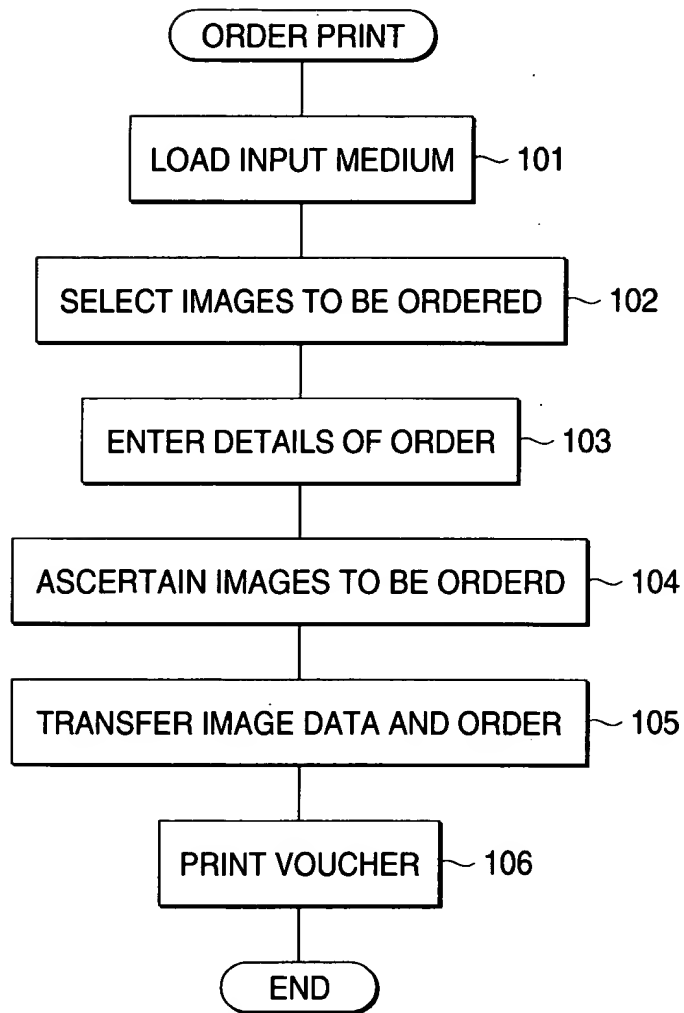 ORDER PRINT
LOAD INPUT MEDIUM 101
SELECT IMAGES TO BE ORDERED 102
ENTER DETAILS OF ORDER 103
ASCERTAIN IMAGES TO BE ORDERD 104
TRANSFER IMAGE DATA AND ORDER 105
PRINT VOUCHER 106
END